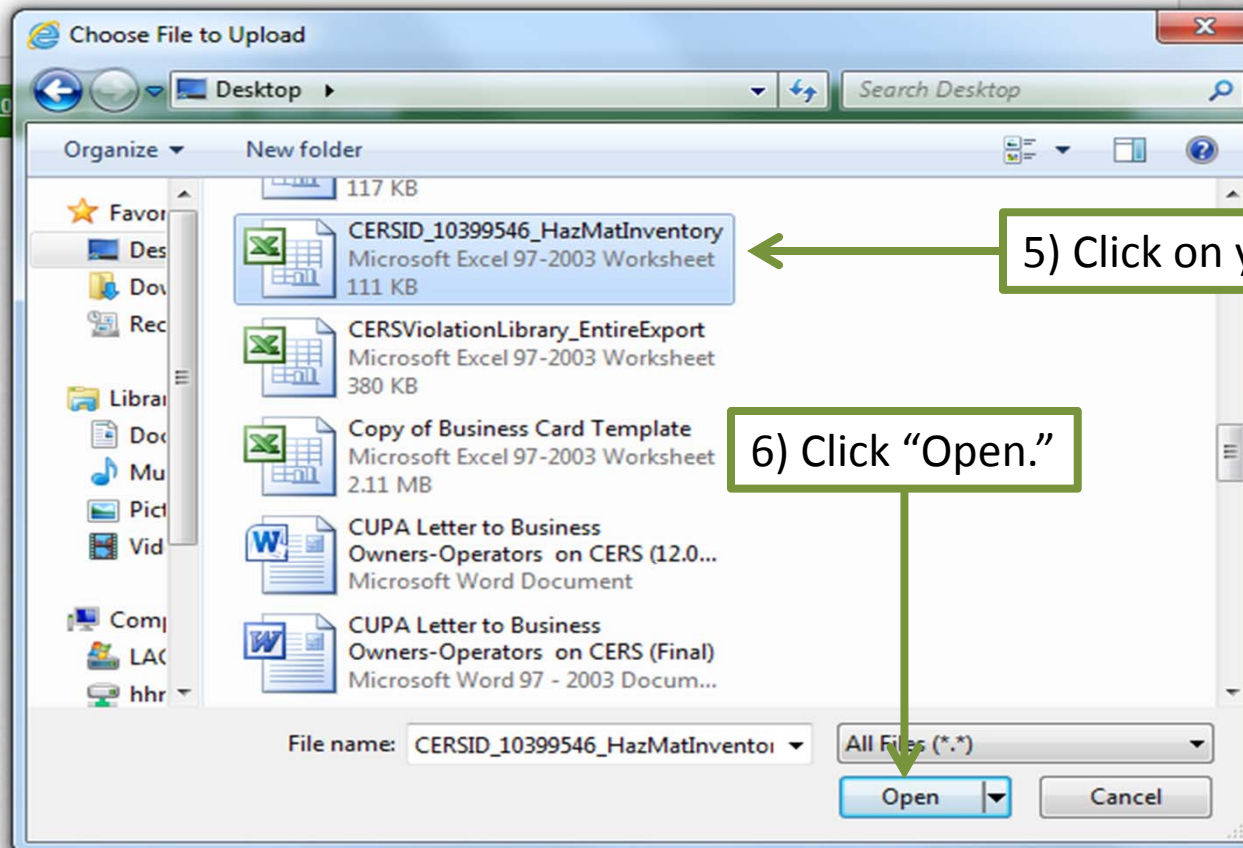 Choose File to Upload
Desktop
Search Desktop
Organize
New folder
117 KB
Favor
Des
Dov
Rec
Librar
Doc
Mu
Pict
Vid
Comp
LAC
hhr
CERSID_10399546_HazMatInventory
Microsoft Excel 97-2003 Worksheet
111 KB
CERSViolationLibrary_EntireExport
Microsoft Excel 97-2003 Worksheet
380 KB
Copy of Business Card Template
Microsoft Excel 97-2003 Worksheet
2.11 MB
CUPA Letter to Business
Owners-Operators on CERS (12.0...
Microsoft Word Document
CUPA Letter to Business
Owners-Operators on CERS (Final)
Microsoft Word 97 - 2003 Docum...
5) Click on y
6) Click “Open.”
File name:
CERSID_10399546_HazMatInventor
All Files (*.*)
Open
Cancel